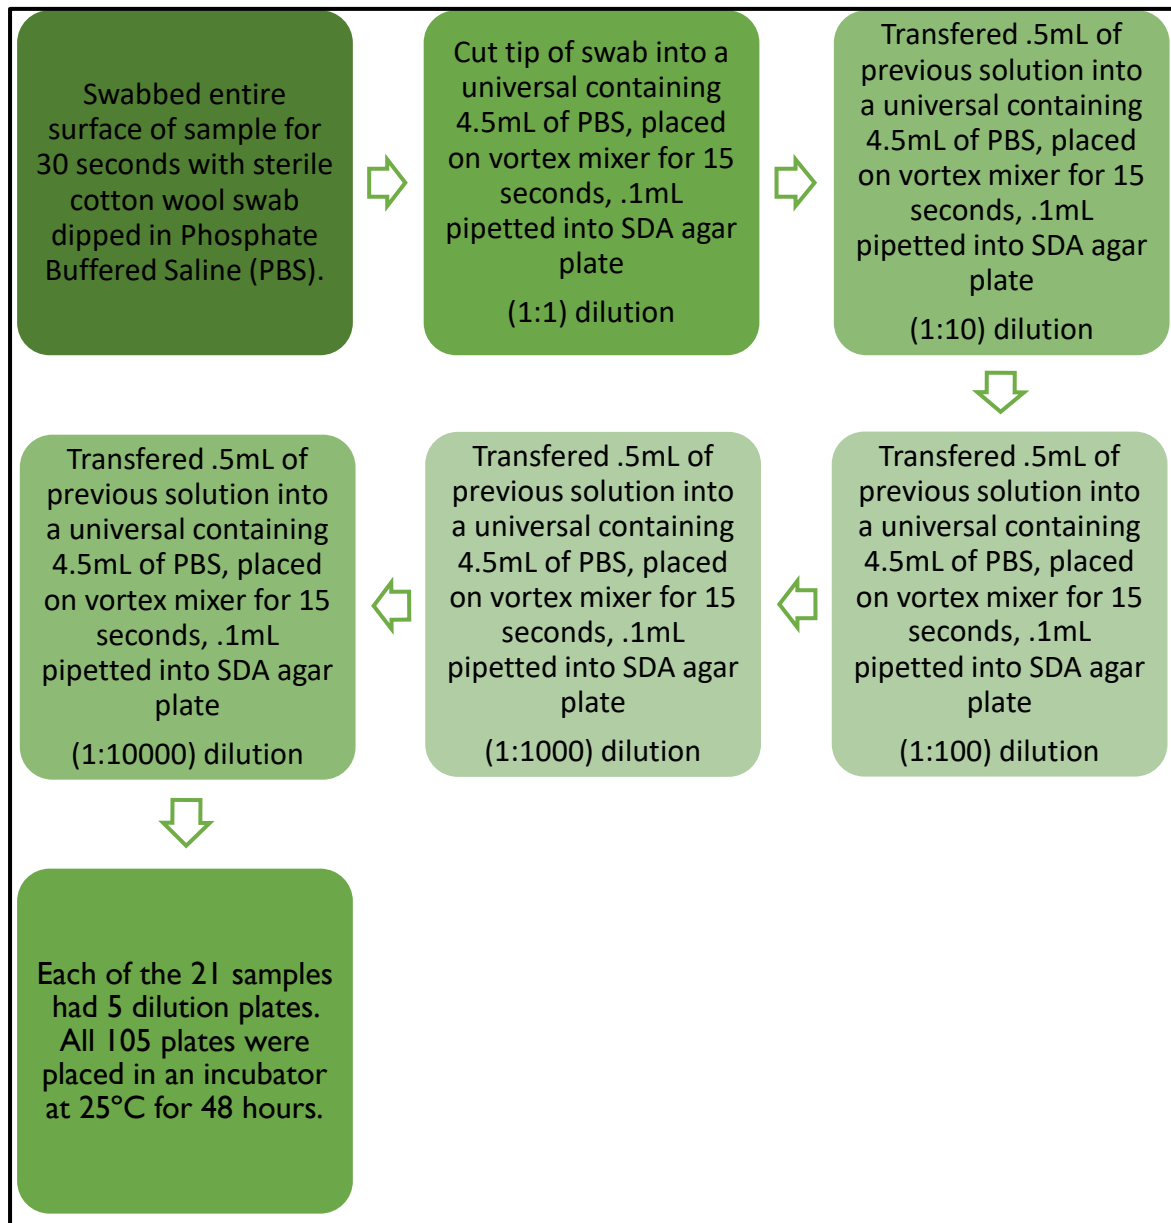 Swabbed entire
surface of sample for
30 seconds with sterile
cotton wool swab
dipped in Phosphate
Buffered Saline (PBS).
Cut tip of swab into a
universal containing
4.5mL of PBS, placed
on vortex mixer for 15
seconds, .1mL
pipetted into SDA agar
plate
(1:1) dilution
Transfered .5mL of
previous solution into
a universal containing
4.5mL of PBS, placed
on vortex mixer for 15
seconds, .1mL
pipetted into SDA agar
plate
(1:10) dilution
Transfered .5mL of
previous solution into
a universal containing
4.5mL of PBS, placed
on vortex mixer for 15
seconds, .1mL
pipetted into SDA agar
plate
(1:100) dilution
Transfered .5mL of
previous solution into
a universal containing
4.5mL of PBS, placed
on vortex mixer for 15
seconds, .1mL
pipetted into SDA agar
plate
(1:1000) dilution
Transfered .5mL of
previous solution into
a universal containing
4.5mL of PBS, placed
on vortex mixer for 15
seconds, .1mL
pipetted into SDA agar
plate
(1:10000) dilution
Each of the 21 samples
had 5 dilution plates.
All 105 plates were
placed in an incubator
at 25°C for 48 hours.